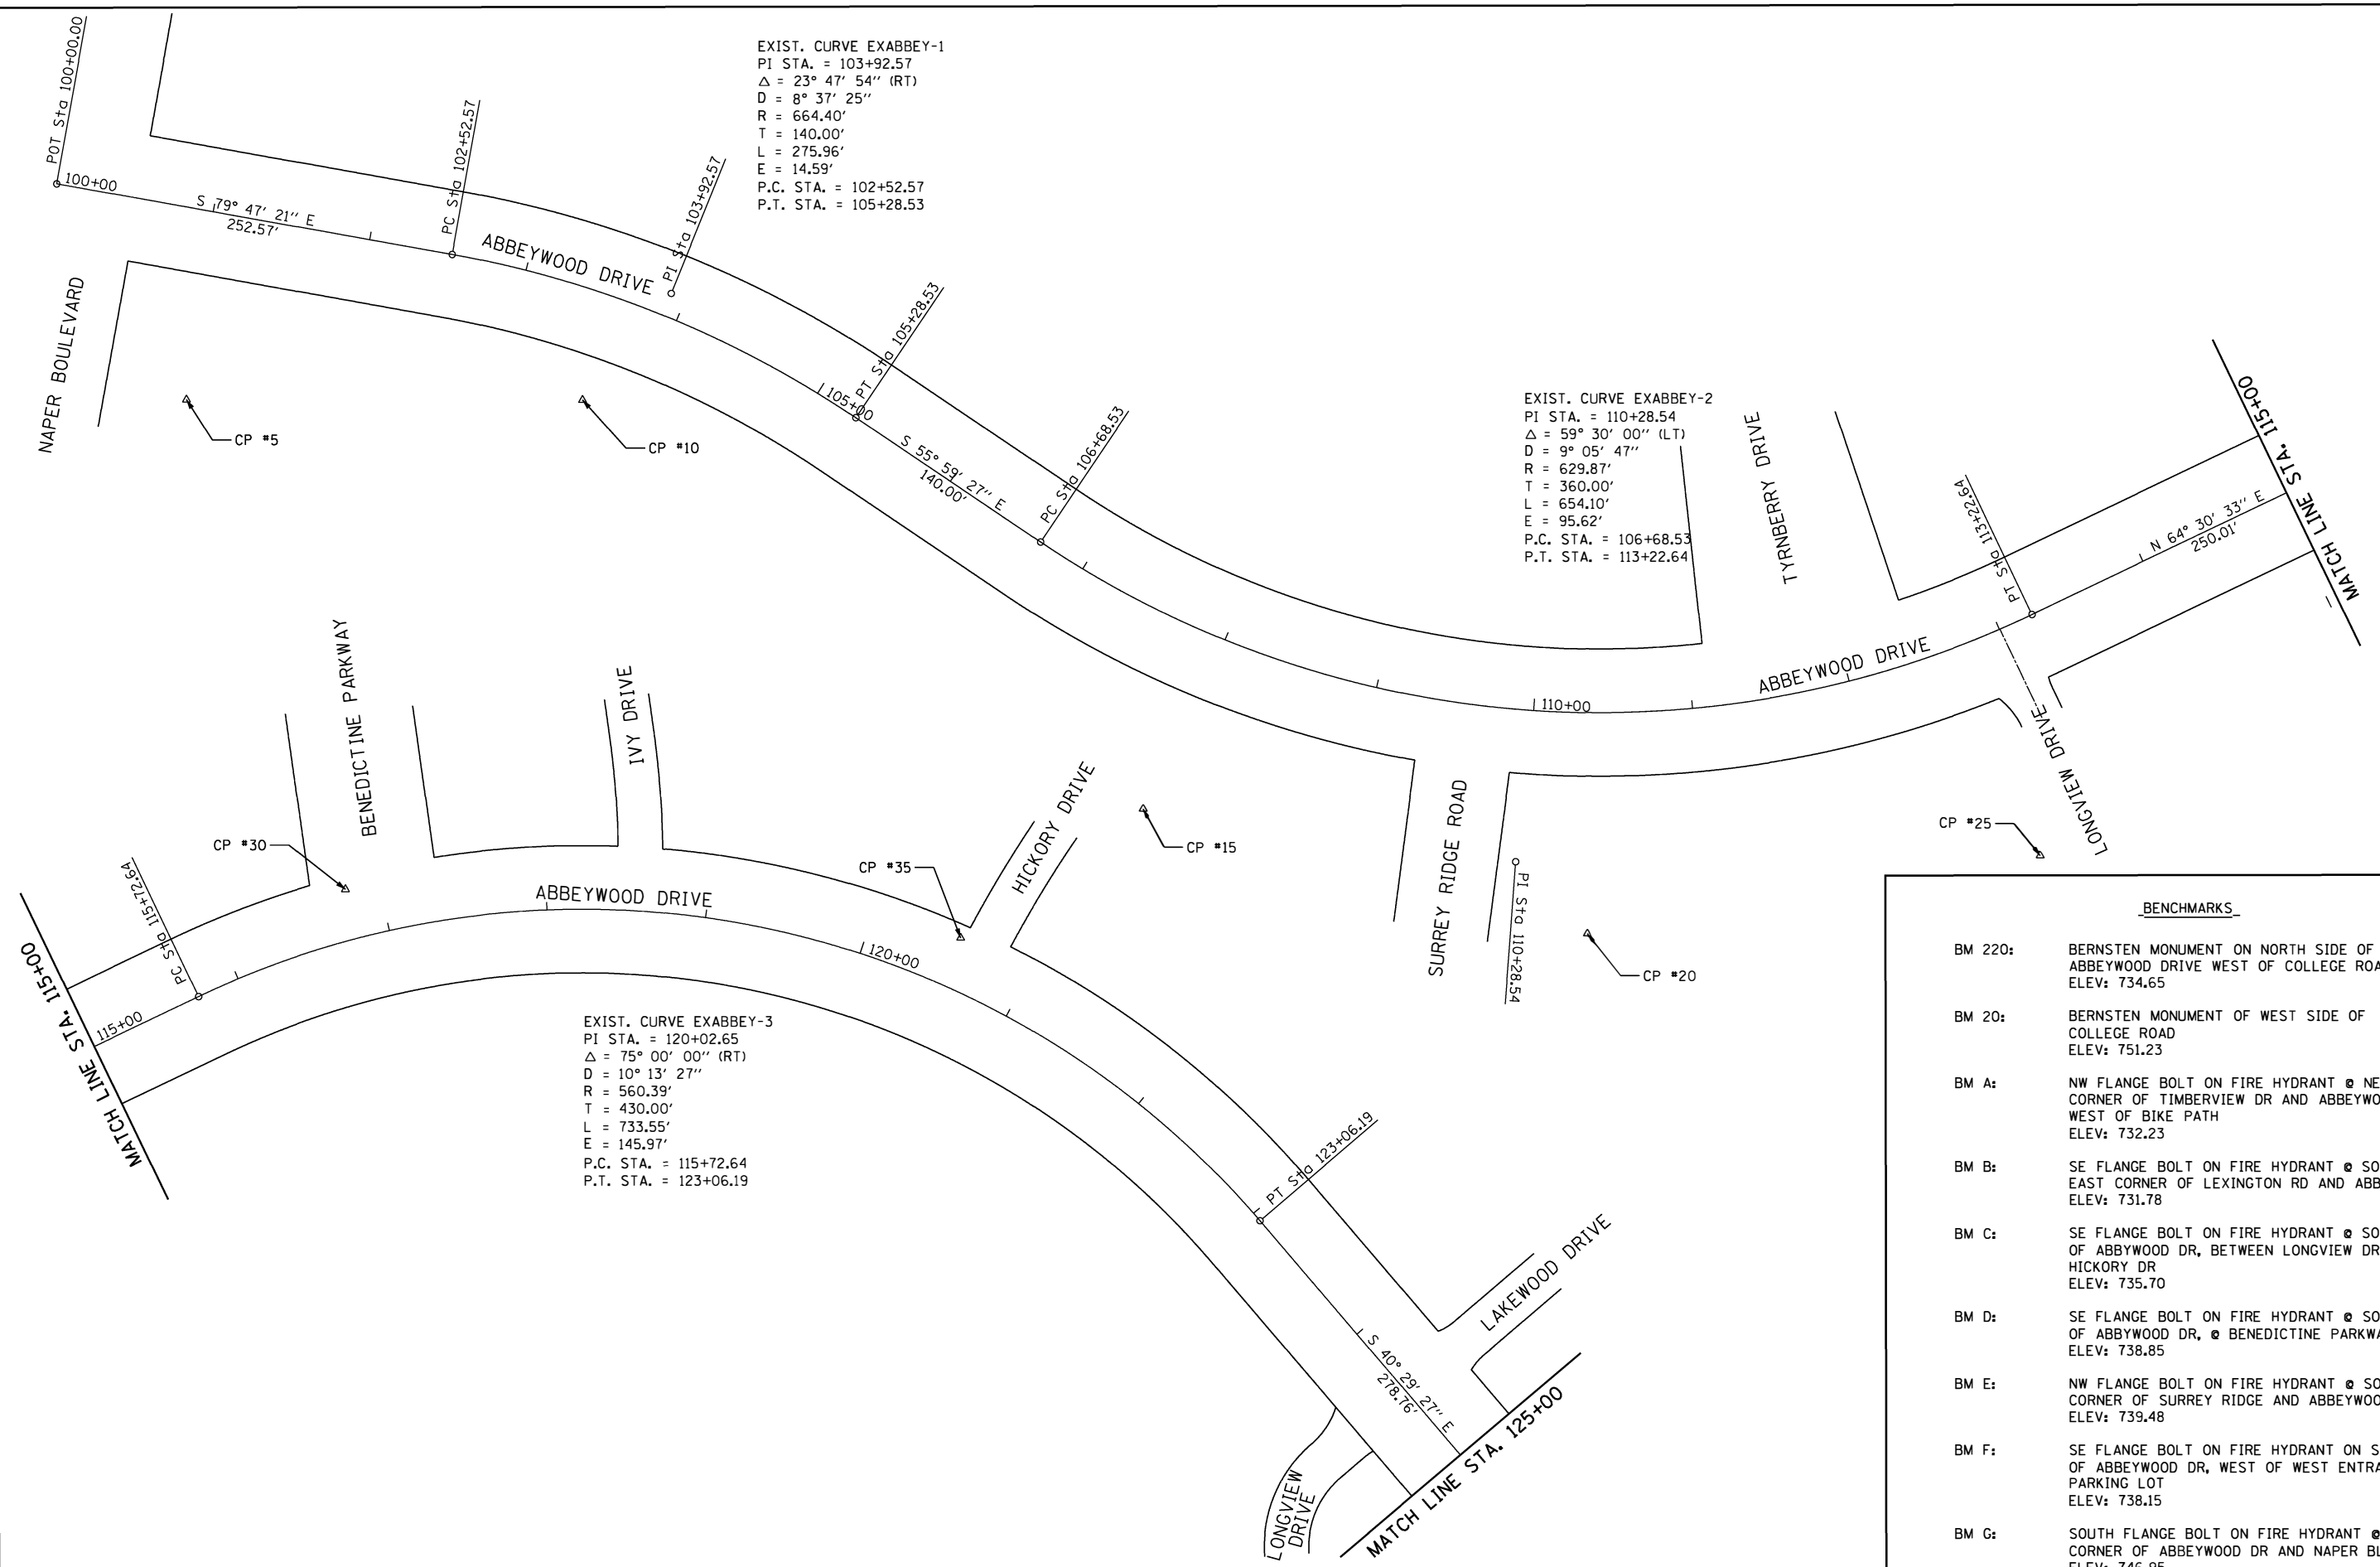 POT Sta 100+00.00
100+00
S 79° 47' 21'' E
252.57'
PC Sta 102+52.57
ABBEYWOOD DRIVE
PI Sta 103+92.57
EXIST. CURVE EXABBEY-1
PI STA. = 103+92.57
△ = 23° 47' 54'' (RT)
D = 8° 37' 25''
R = 664.40'
T = 140.00'
L = 275.96'
E = 14.59'
P.C. STA. = 102+52.57
P.T. STA. = 105+28.53
NAPER BOULEVARD
CP #5
CP #10
105+00
PT Sta 105+28.53
S 55° 59' 27'' E
140.00'
PC Sta 106+68.53
EXIST. CURVE EXABBEY-2
PI STA. = 110+28.54
△ = 59° 30' 00'' (LT)
D = 9° 05' 47''
R = 629.87'
T = 360.00'
L = 654.10'
E = 95.62'
P.C. STA. = 106+68.53
P.T. STA. = 113+22.64
TYRNBERRY DRIVE
110+00
ABBEYWOOD DRIVE
PT Sta 113+22.64
N 64° 30' 33'' E
250.01'
MATCH LINE STA. 115+00
LONGVIEW DRIVE
SURREY RIDGE ROAD
PI Sta 110+28.54
CP #15
CP #20
CP #25
BENEDICTINE PARKWAY
IVY DRIVE
HICKORY DRIVE
CP #30
CP #35
MATCH LINE STA. 115+00
115+00
PC Sta 115+72.64
ABBEYWOOD DRIVE
120+00
EXIST. CURVE EXABBEY-3
PI STA. = 120+02.65
△ = 75° 00' 00'' (RT)
D = 10° 13' 27''
R = 560.39'
T = 430.00'
L = 733.55'
E = 145.97'
P.C. STA. = 115+72.64
P.T. STA. = 123+06.19
PT Sta 123+06.19
S 40° 29' 27'' E
278.76'
LAKEWOOD DRIVE
MATCH LINE STA. 125+00
LONGVIEW
DRIVE
BENCHMARKS
BM 220: BERNSTEN MONUMENT ON NORTH SIDE OF
ABBEYWOOD DRIVE WEST OF COLLEGE ROA
ELEV: 734.65
BM 20: BERNSTEN MONUMENT OF WEST SIDE OF
COLLEGE ROAD
ELEV: 751.23
BM A: NW FLANGE BOLT ON FIRE HYDRANT @ NE
CORNER OF TIMBERVIEW DR AND ABBEYWO
WEST OF BIKE PATH
ELEV: 732.23
BM B: SE FLANGE BOLT ON FIRE HYDRANT @ SO
EAST CORNER OF LEXINGTON RD AND ABB
ELEV: 731.78
BM C: SE FLANGE BOLT ON FIRE HYDRANT @ SO
OF ABBYWOOD DR, BETWEEN LONGVIEW DR
HICKORY DR
ELEV: 735.70
BM D: SE FLANGE BOLT ON FIRE HYDRANT @ SO
OF ABBYWOOD DR, @ BENEDICTINE PARKWA
ELEV: 738.85
BM E: NW FLANGE BOLT ON FIRE HYDRANT @ SO
CORNER OF SURREY RIDGE AND ABBEYWOO
ELEV: 739.48
BM F: SE FLANGE BOLT ON FIRE HYDRANT ON S
OF ABBEYWOOD DR, WEST OF WEST ENTRA
PARKING LOT
ELEV: 738.15
BM G: SOUTH FLANGE BOLT ON FIRE HYDRANT @
CORNER OF ABBEYWOOD DR AND NAPER BL